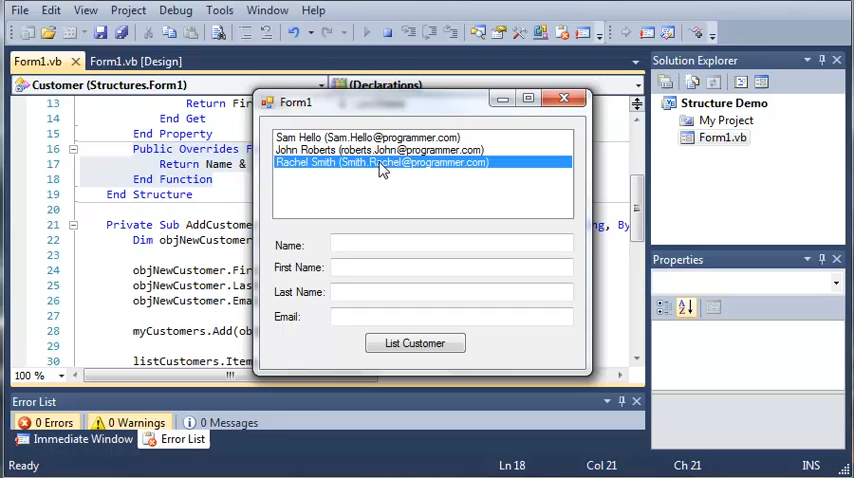 File Edit View Project Debug Tools Window Help
Form1.vb Form1.vb [Design]
Customer (Structures.Form1) (Declarations)
13 Return Fir
14 End Get
15 End Property
16 Public Overrides F
17 Return Name &
18 End Function
19 End Structure
20
21 Private Sub AddCustome ng, By
22 Dim objNewCustomer
24 objNewCustomer.Fir
25 objNewCustomer.Las
26 objNewCustomer.Ema
28 myCustomers.Add(ob
30 listCustomers.Item
100 %
Form1
Sam Hello (Sam.Hello@programmer.com)
John Roberts (roberts.John@programmer.com)
Rachel Smith (Smith.Rachel@programmer.com)
Name:
First Name:
Last Name:
Email:
List Customer
Solution Explorer
Structure Demo
My Project
Form1.vb
Properties
Error List
0 Errors 0 Warnings 0 Messages
Immediate Window Error List
Ready Ln 18 Col 21 Ch 21 INS